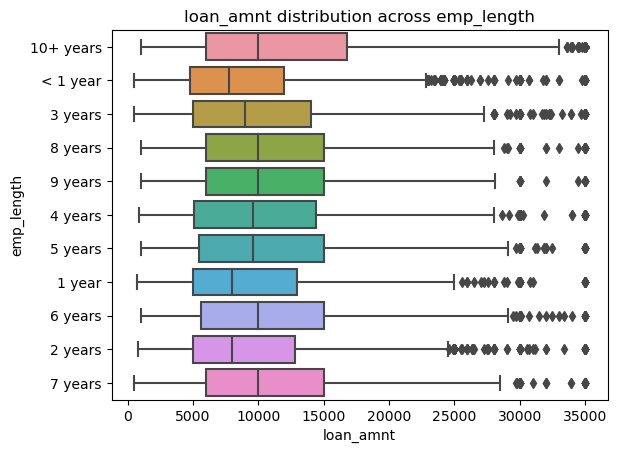 loan_amnt distribution across emp_length
10+ years
< 1 year
3 years
8 years
9 years
4 years
5 years
1 year
6 years
2 years
7 years
emp_length
0 5000 10000 15000 20000 25000 30000 35000
loan_amnt